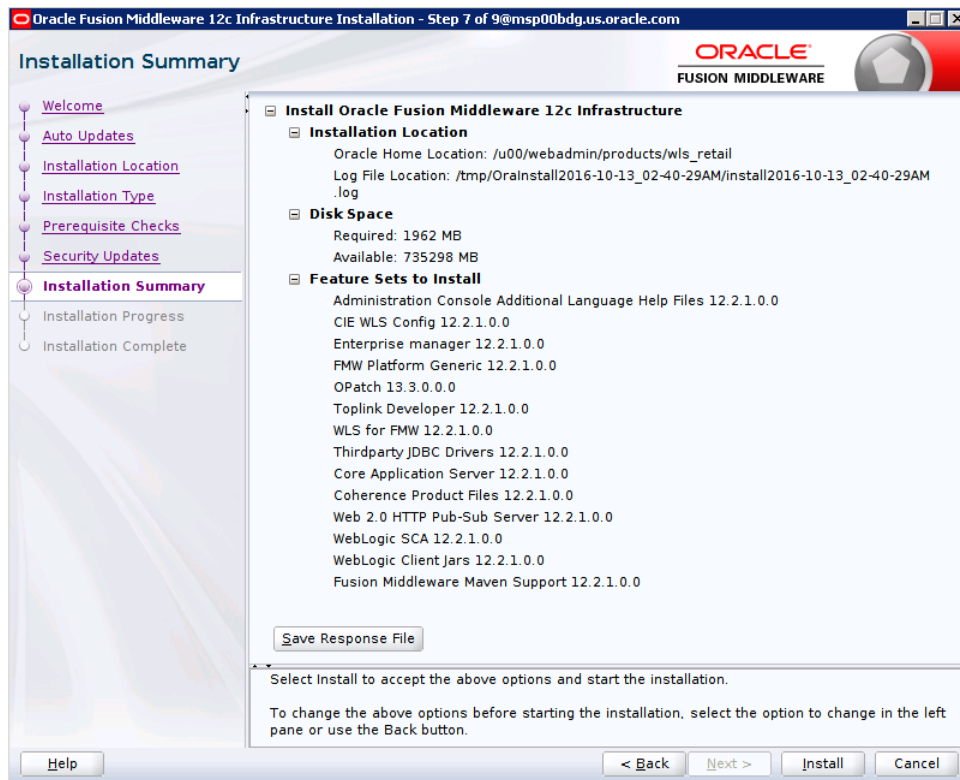 Oracle Fusion Middleware 12c Infrastructure Installation - Step 7 of 9@msp00bdg.us.oracle.com
Installation Summary
ORACLE
FUSION MIDDLEWARE
Welcome
Auto Updates
Installation Location
Installation Type
Prerequisite Checks
Security Updates
Installation Summary
Installation Progress
Installation Complete
Install Oracle Fusion Middleware 12c Infrastructure
Installation Location
Oracle Home Location: /u00/webadmin/products/wls_retail
Log File Location: /tmp/OraInstall2016-10-13_02-40-29AM/install2016-10-13_02-40-29AM
.log
Disk Space
Required: 1962 MB
Available: 735298 MB
Feature Sets to Install
Administration Console Additional Language Help Files 12.2.1.0.0
CIE WLS Config 12.2.1.0.0
Enterprise manager 12.2.1.0.0
FMW Platform Generic 12.2.1.0.0
OPatch 13.3.0.0.0
Toplink Developer 12.2.1.0.0
WLS for FMW 12.2.1.0.0
Thirdparty JDBC Drivers 12.2.1.0.0
Core Application Server 12.2.1.0.0
Coherence Product Files 12.2.1.0.0
Web 2.0 HTTP Pub-Sub Server 12.2.1.0.0
WebLogic SCA 12.2.1.0.0
WebLogic Client Jars 12.2.1.0.0
Fusion Middleware Maven Support 12.2.1.0.0
Save Response File
Select Install to accept the above options and start the installation.
To change the above options before starting the installation, select the option to change in the left
pane or use the Back button.
Help
< Back
Next >
Install
Cancel